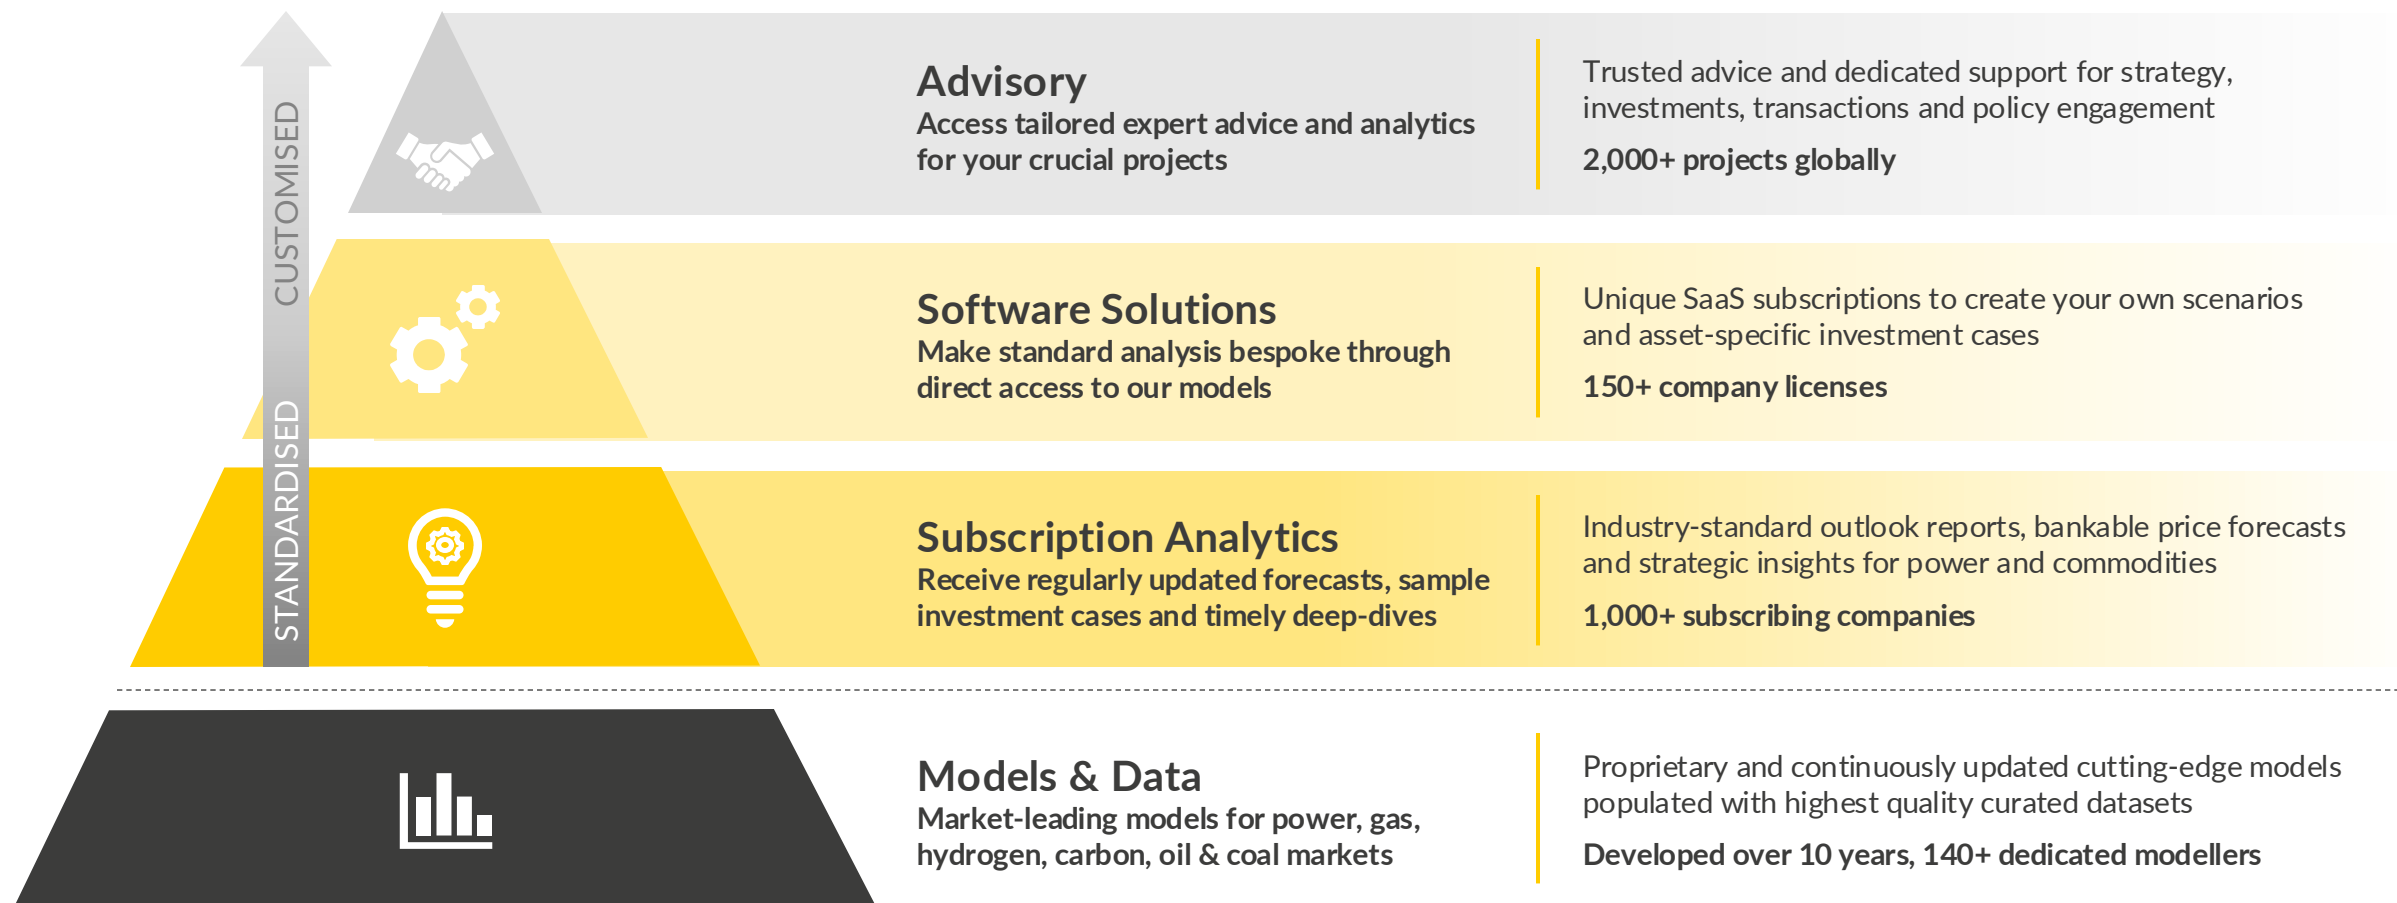 CUSTOMISED
STANDARDISED
Advisory
Access tailored expert advice and analytics
for your crucial projects
Trusted advice and dedicated support for strategy,
investments, transactions and policy engagement
2,000+ projects globally
Software Solutions
Make standard analysis bespoke through
direct access to our models
Unique SaaS subscriptions to create your own scenarios
and asset-specific investment cases
150+ company licenses
Subscription Analytics
Receive regularly updated forecasts, sample
investment cases and timely deep-dives
Industry-standard outlook reports, bankable price forecasts
and strategic insights for power and commodities
1,000+ subscribing companies
Models & Data
Market-leading models for power, gas,
hydrogen, carbon, oil & coal markets
Proprietary and continuously updated cutting-edge models
populated with highest quality curated datasets
Developed over 10 years, 140+ dedicated modellers